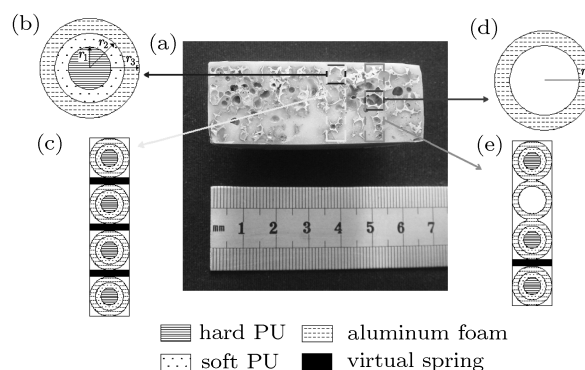 (b)
(a)
(d)
r1
r2
r3
(c)
(e)
mm 1 2 3 4 5 6 7
hard PU
aluminum foam
soft PU
virtual spring